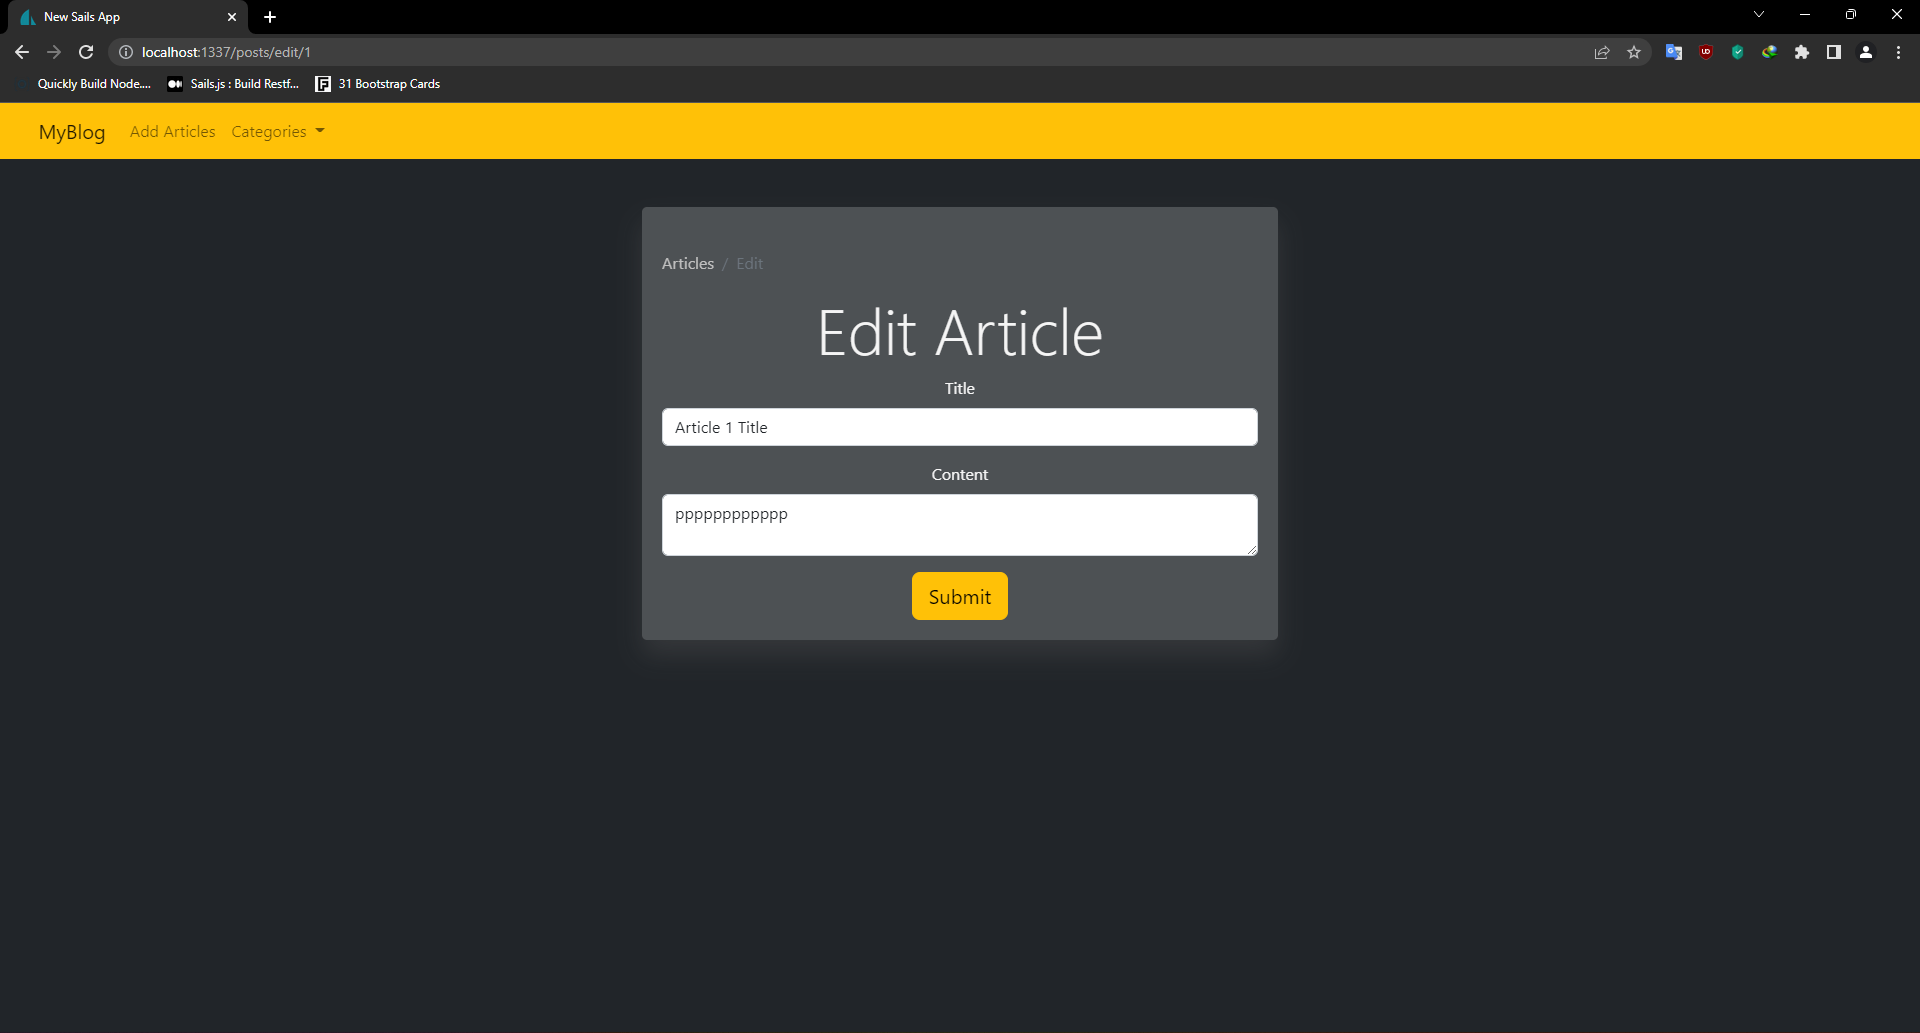 New Sails App
localhost:1337/posts/edit/1
Quickly Build Node.... Sails.js : Build Restf... 31 Bootstrap Cards
MyBlog Add Articles Categories
Articles / Edit
Edit Article
Title
Article 1 Title
Content
pppppppppppp
Submit